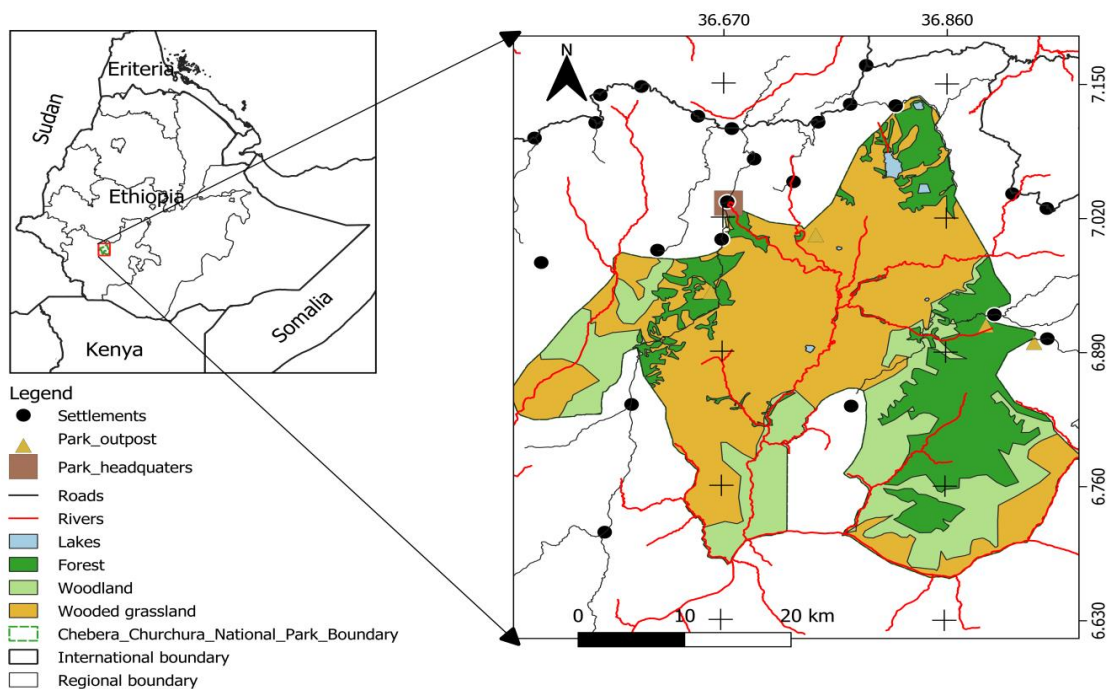 36.670 36.860
Eriteria
Sudan
Ethiopia
Somalia
Kenya
N
7.150
7.020
6.890
6.760
6.630
0 10 20 km
Legend
Settlements
Park_outpost
Park_headquaters
Roads
Rivers
Lakes
Forest
Woodland
Wooded grassland
Chebera_Churchura_National_Park_Boundary
International boundary
Regional boundary